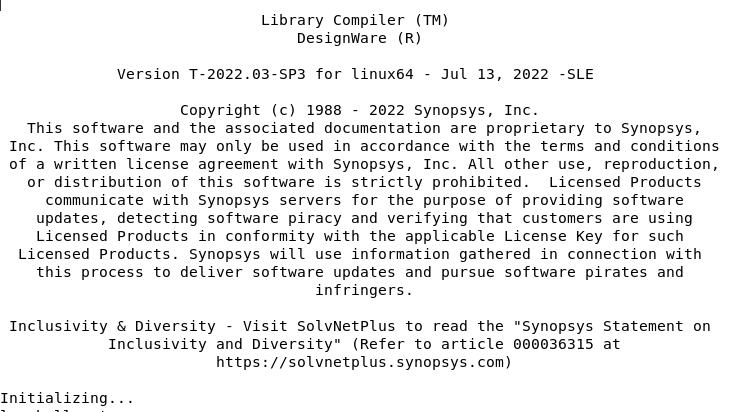 Library Compiler (TM)
DesignWare (R)
Version T-2022.03-SP3 for linux64 - Jul 13, 2022 -SLE
Copyright (c) 1988 - 2022 Synopsys, Inc.
This software and the associated documentation are proprietary to Synopsys,
Inc. This software may only be used in accordance with the terms and conditions
of a written license agreement with Synopsys, Inc. All other use, reproduction,
or distribution of this software is strictly prohibited.  Licensed Products
communicate with Synopsys servers for the purpose of providing software
updates, detecting software piracy and verifying that customers are using
Licensed Products in conformity with the applicable License Key for such
Licensed Products. Synopsys will use information gathered in connection with
this process to deliver software updates and pursue software pirates and
infringers.
Inclusivity & Diversity - Visit SolvNetPlus to read the "Synopsys Statement on
Inclusivity and Diversity" (Refer to article 000036315 at
https://solvnetplus.synopsys.com)
Initializing...